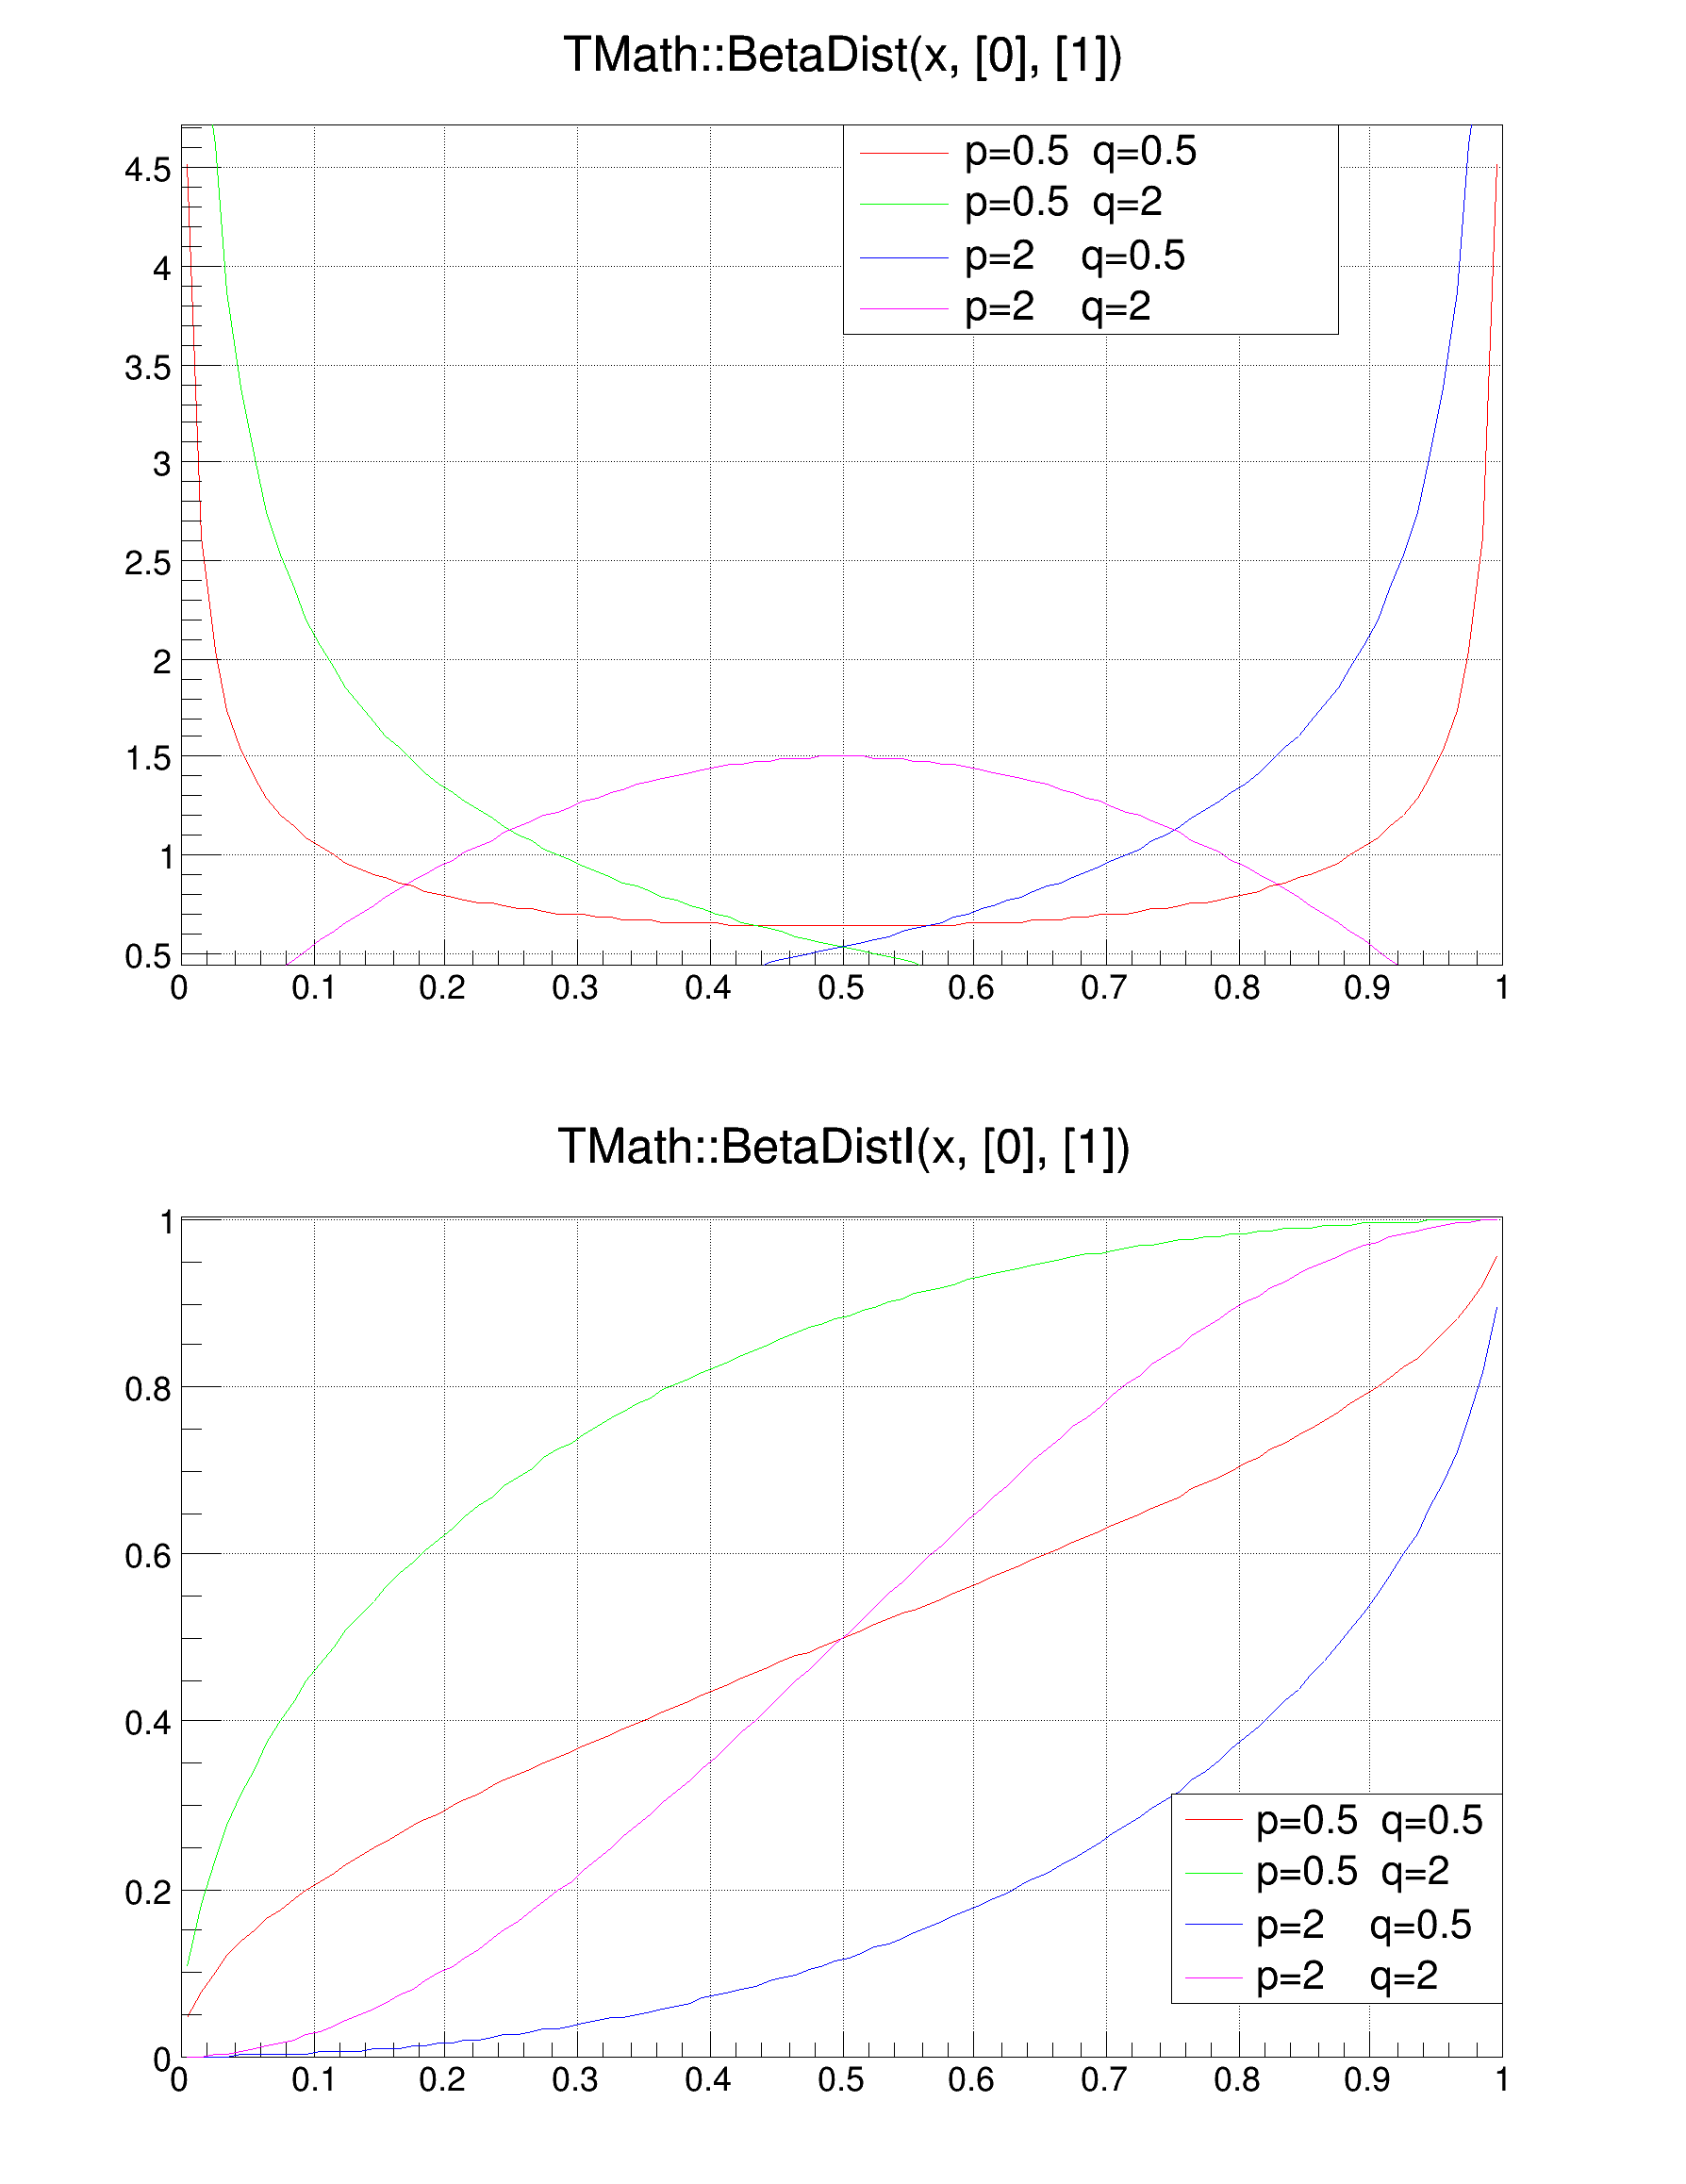 TMath::BetaDist(x, [0], [1])
p=0.5 q=0.5
p=0.5 q=2
p=2 q=0.5
p=2 q=2
4.5
4
3.5
3
2.5
2
1.5
1
0.5
0 0.1 0.2 0.3 0.4 0.5 0.6 0.7 0.8 0.9 1
TMath::BetaDistI(x, [0], [1])
1
0.8
0.6
0.4
0.2
0
p=0.5 q=0.5
p=0.5 q=2
p=2 q=0.5
p=2 q=2
0 0.1 0.2 0.3 0.4 0.5 0.6 0.7 0.8 0.9 1